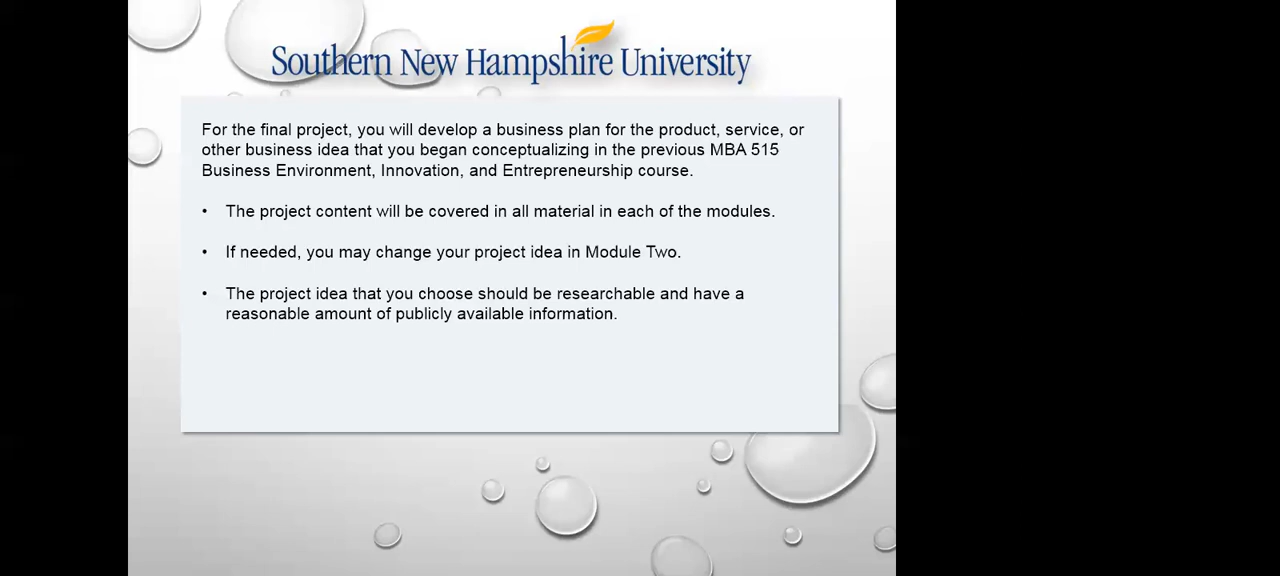 Southern New Hampshire University
For the final project, you will develop a business plan for the product, service, or
other business idea that you began conceptualizing in the previous MBA 515
Business Environment, Innovation, and Entrepreneurship course.
• The project content will be covered in all material in each of the modules.
• If needed, you may change your project idea in Module Two.
• The project idea that you choose should be researchable and have a
reasonable amount of publicly available information.